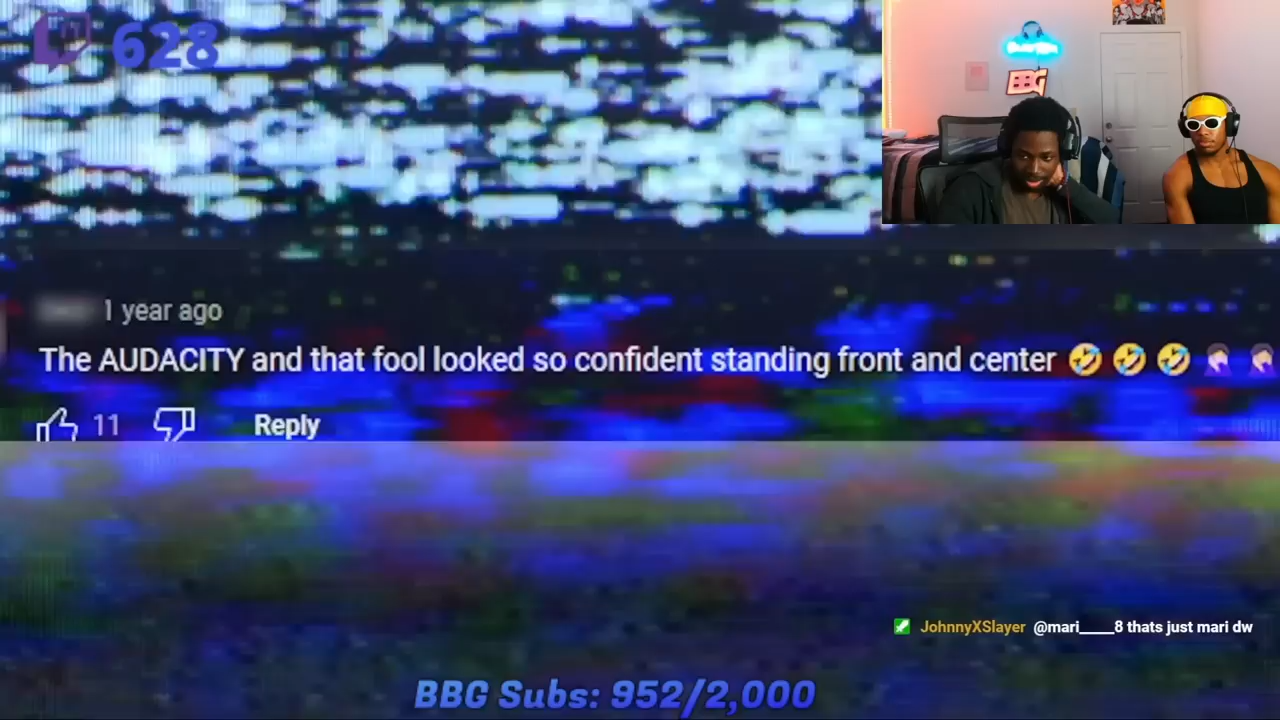 628
BBG
1 year ago
The AUDACITY and that fool looked so confident standing front and center 🤣 🤣 🤣 🤦🏻 🤦🏻
11
Reply
JohnnyXSlayer @mari____8 thats just mari dw
BBG Subs: 952/2,000